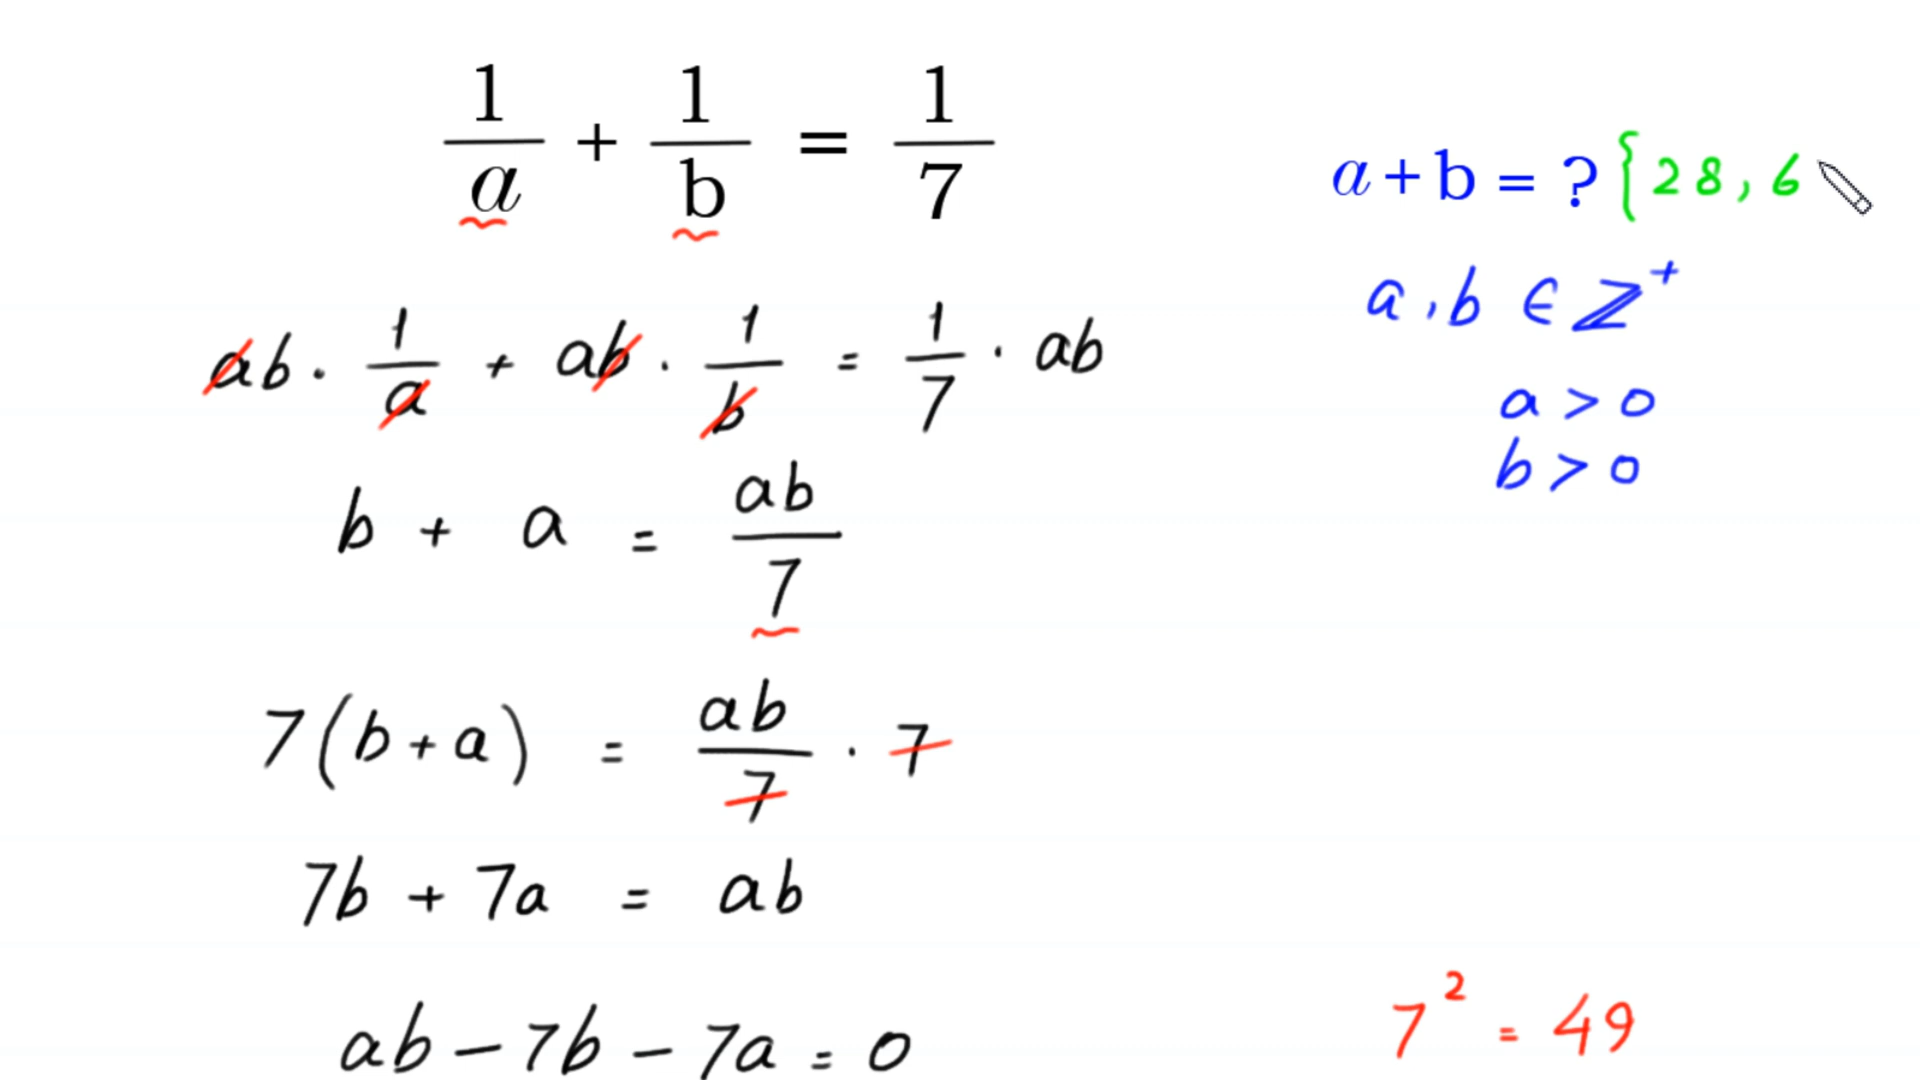 1/a + 1/b = 1/7
a + b = ? {28, 6
a, b ∈ ℤ⁺
a > 0
b > 0
ab · 1/a + ab · 1/b = 1/7 · ab
b + a = ab/7
7(b + a) = ab/7 · 7
7b + 7a = ab
ab - 7b - 7a = 0
7² = 49